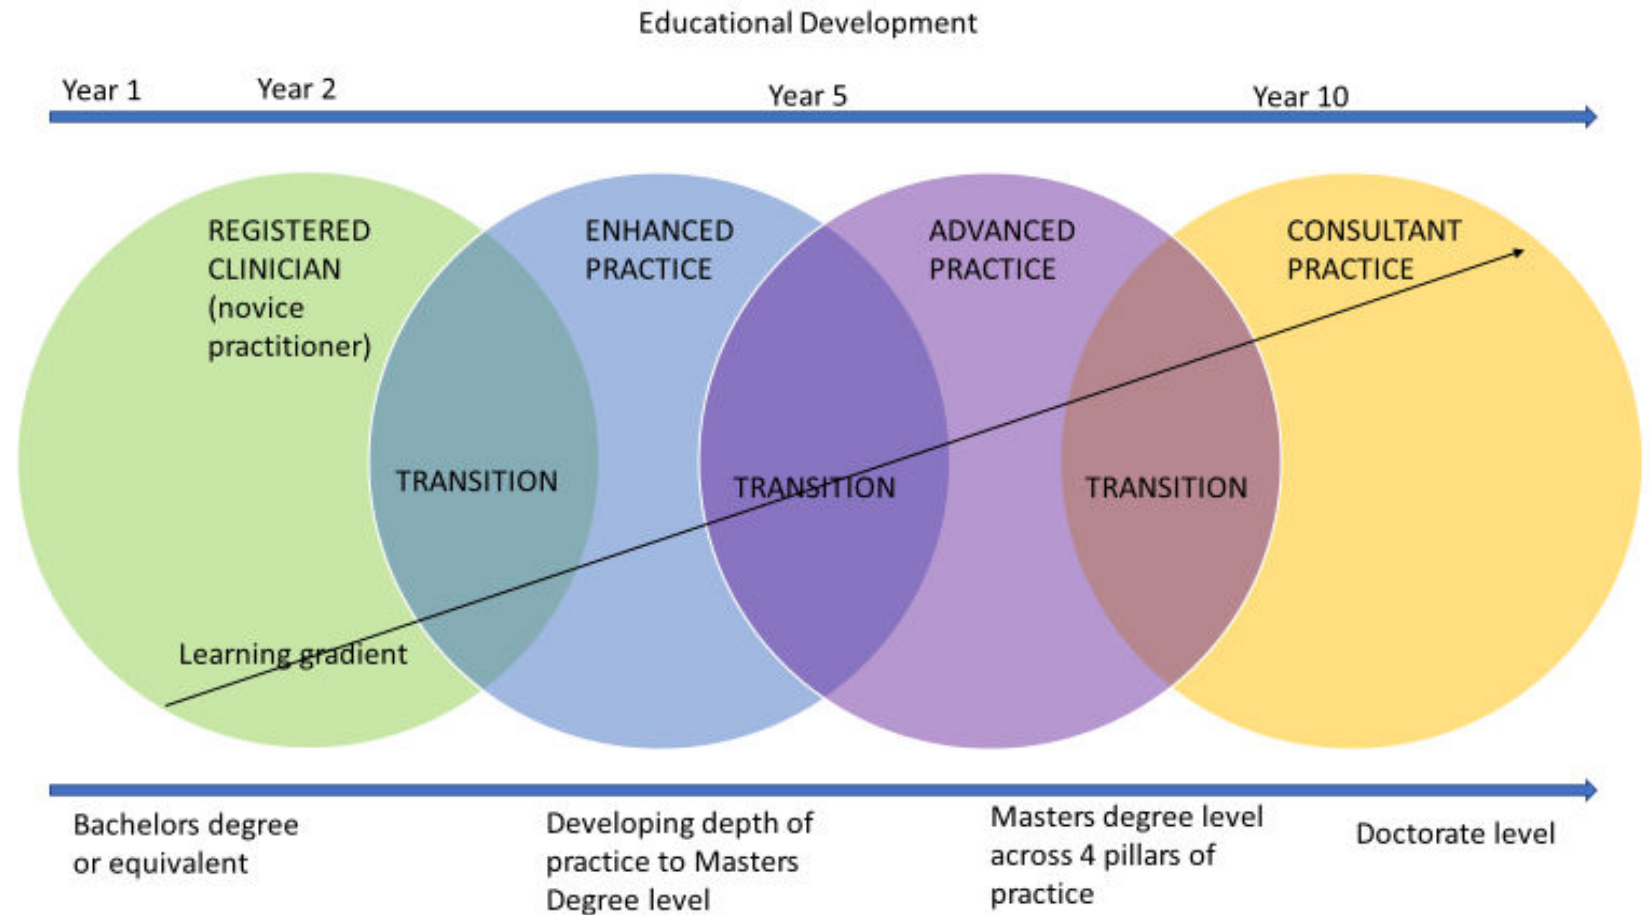 Educational Development
Year 1
Year 2
Year 5
Year 10
REGISTERED
CLINICIAN
(novice
practitioner)
ENHANCED
PRACTICE
ADVANCED
PRACTICE
CONSULTANT
PRACTICE
TRANSITION
TRANSITION
TRANSITION
Learning gradient
Bachelors degree
or equivalent
Developing depth of
practice to Masters
Degree level
Masters degree level
across 4 pillars of
practice
Doctorate level